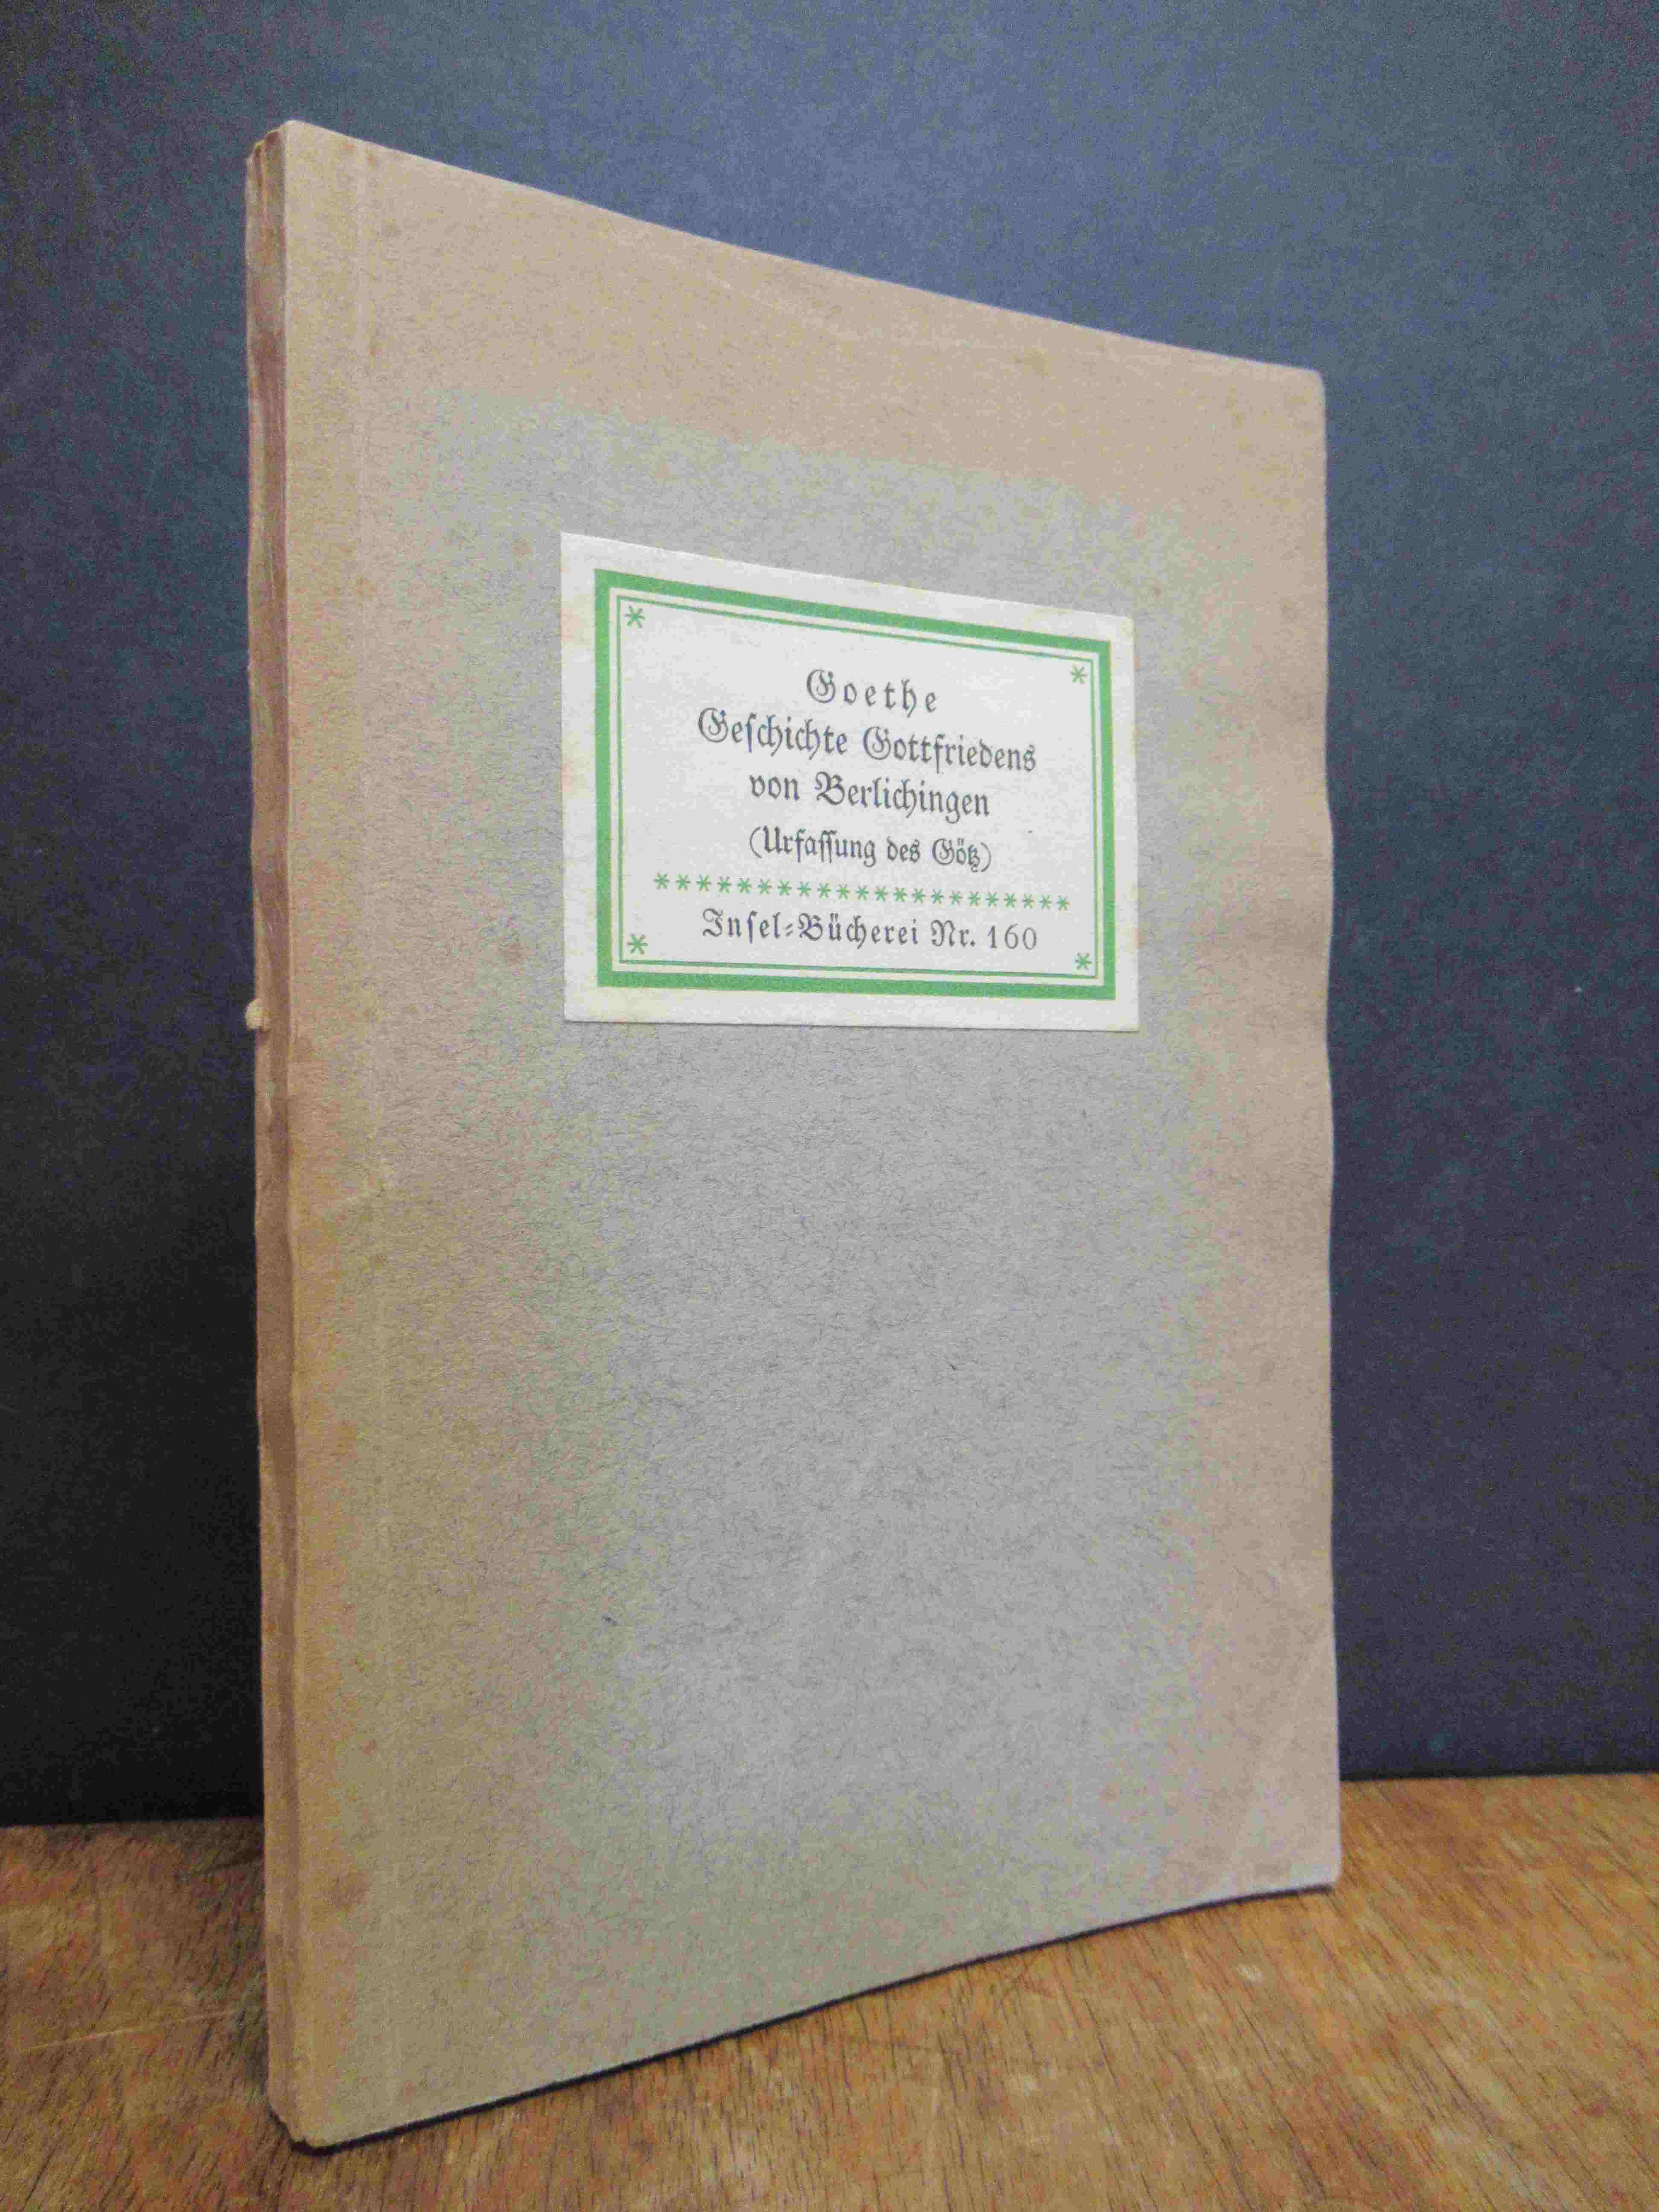 Goethe
Geſchichte Gottfriedens
von Berlichingen
(Urfaſſung des Götz)
*********************
Inſel-Bücherei Nr. 160